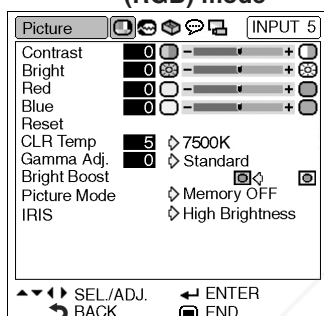 (RGB) mode
Picture INPUT 5
Contrast 0 - +
Bright 0 - +
Red 0 - +
Blue 0 - +
Reset
CLR Temp 5 7500K
Gamma Adj. 0 Standard
Bright Boost
Picture Mode Memory OFF
IRIS High Brightness
SEL./ADJ. ENTER
BACK END